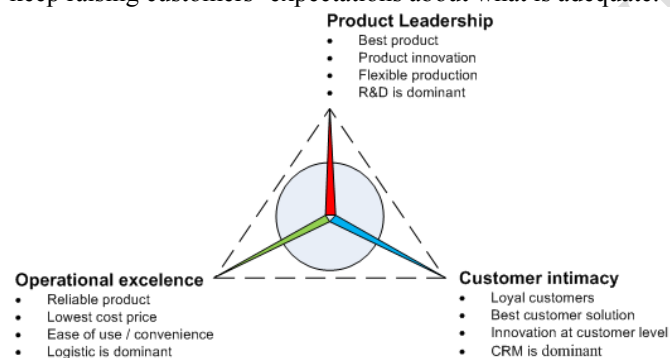 keep raising customers' expectations about what is adequate.
Product Leadership
• Best product
• Product innovation
• Flexible production
• R&D is dominant
Operational excelence
• Reliable product
• Lowest cost price
• Ease of use / convenience
• Logistic is dominant
Customer intimacy
• Loyal customers
• Best customer solution
• Innovation at customer level
• CRM is dominant